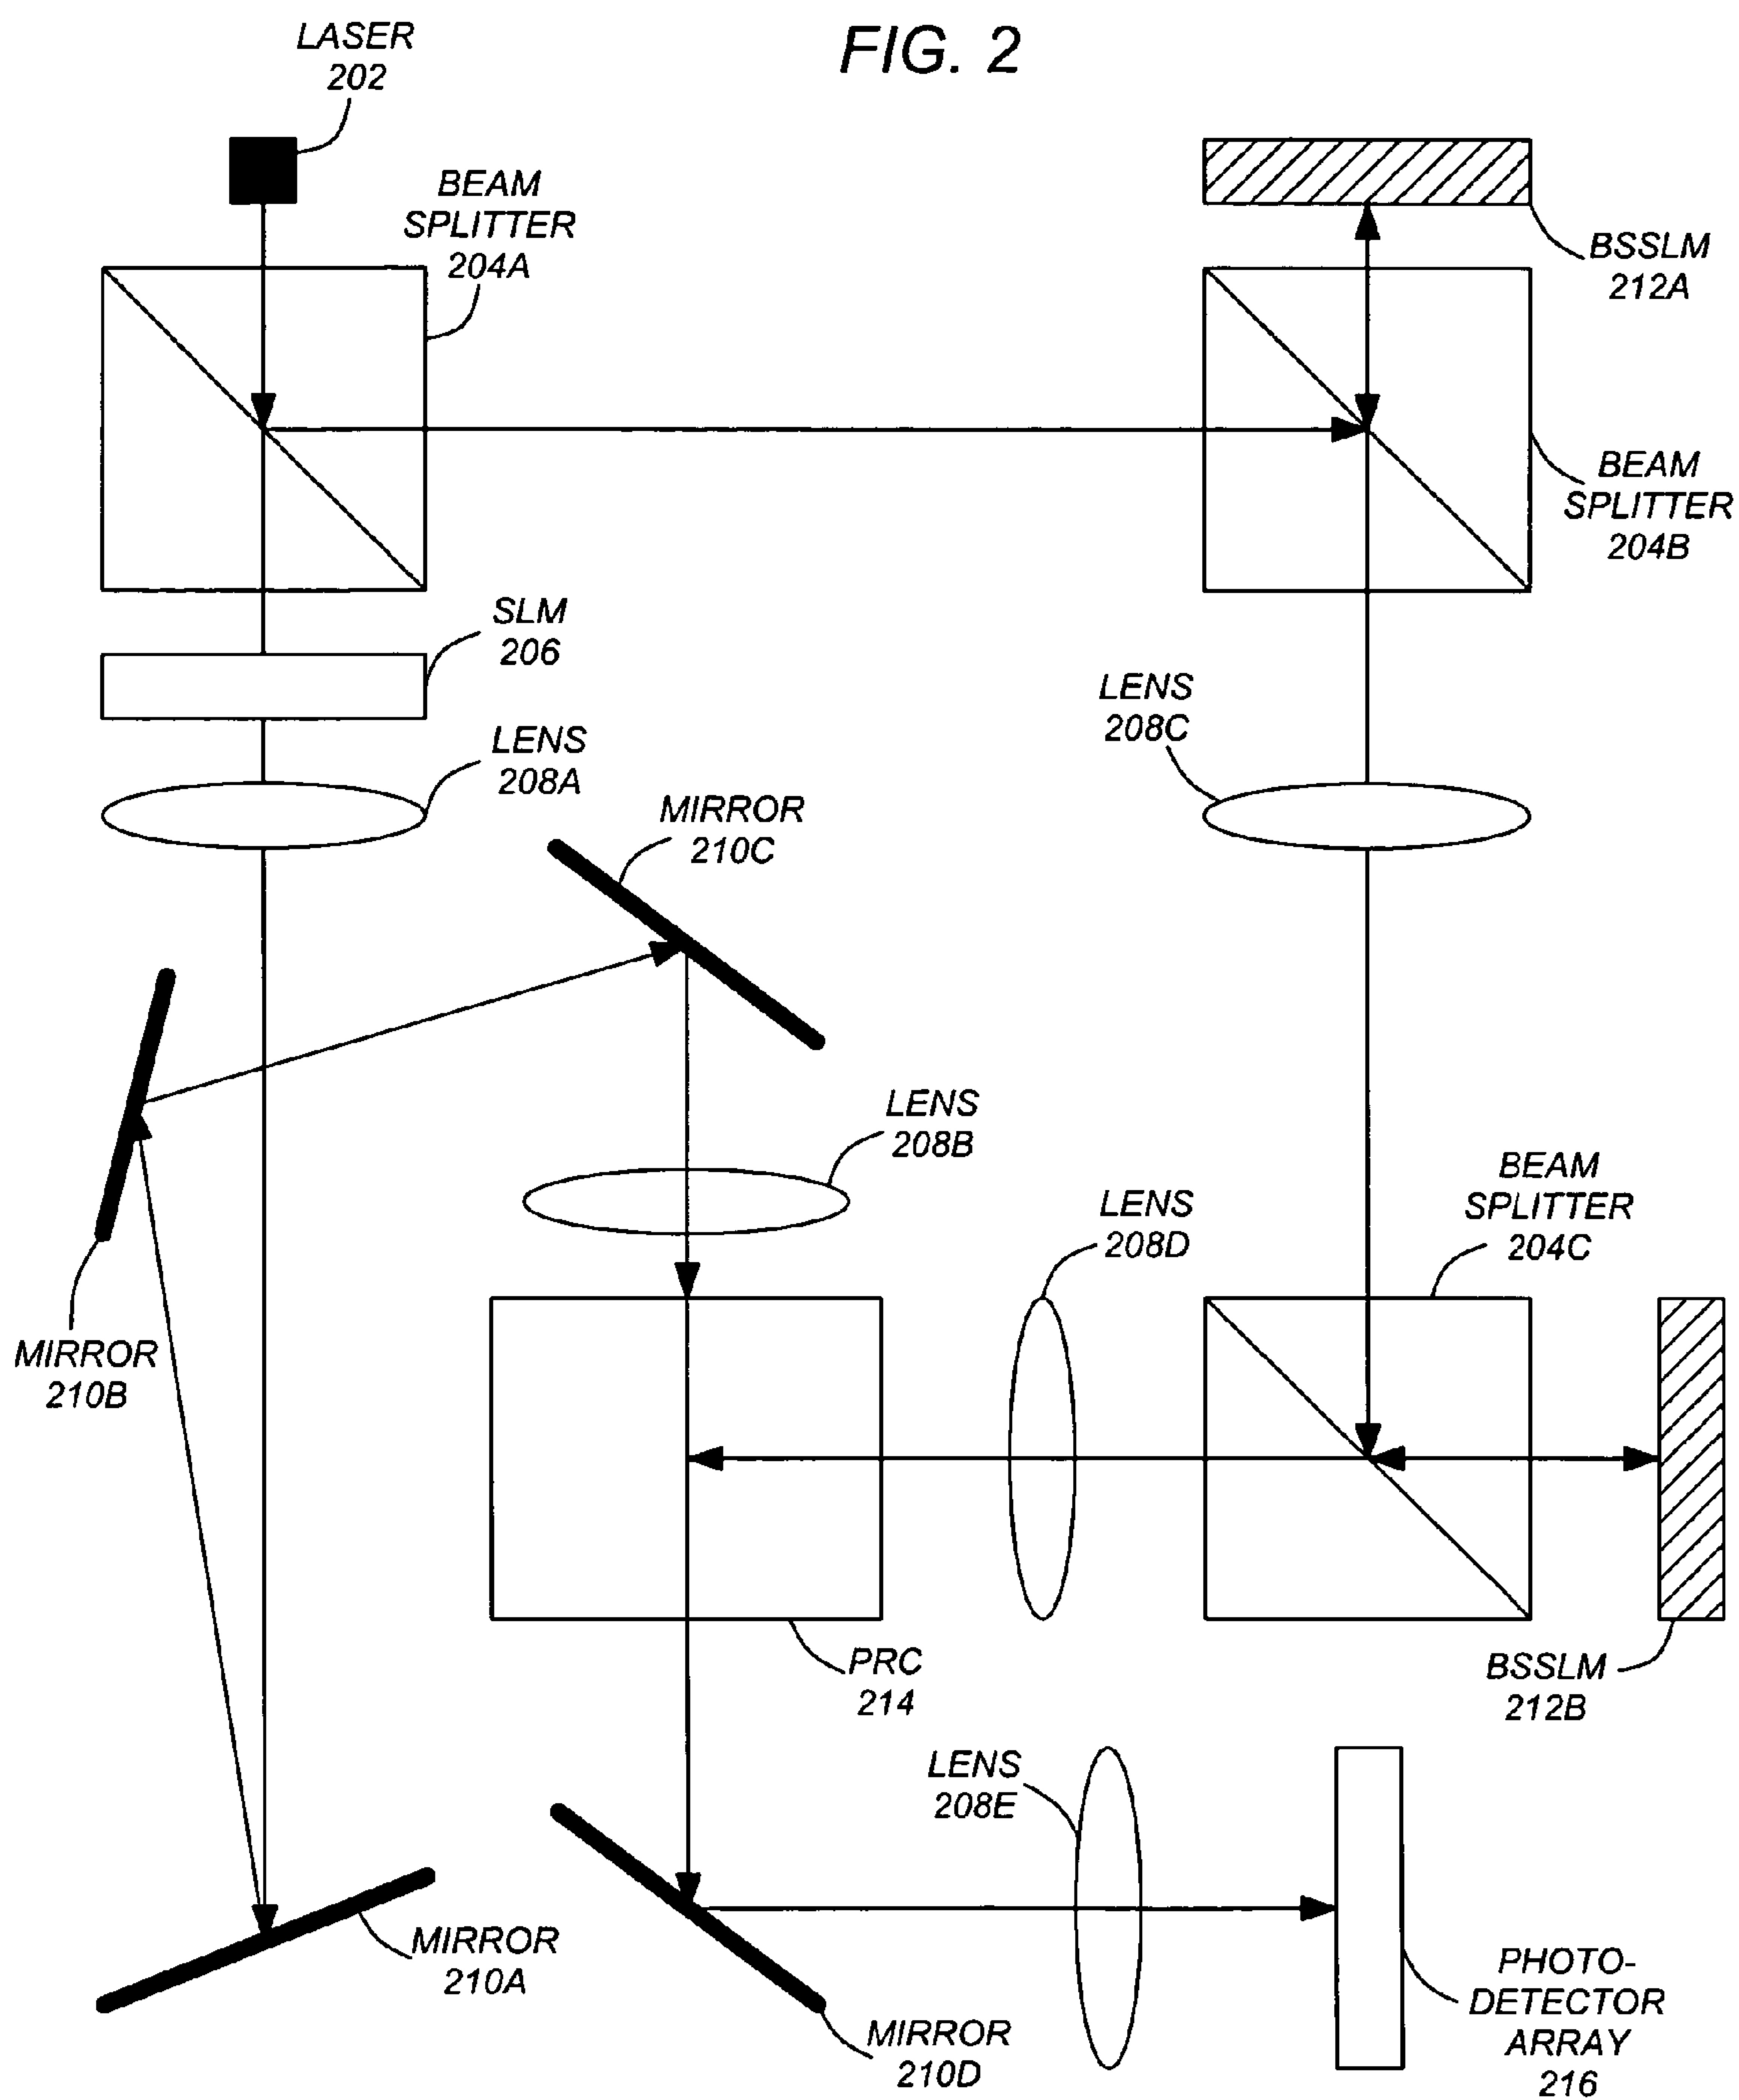 FIG. 2
LASER
202
BEAM
SPLITTER
204A
BSSLM
212A
BEAM
SPLITTER
204B
SLM
206
LENS
208A
LENS
208C
MIRROR
210C
LENS
208B
LENS
208D
BEAM
SPLITTER
204C
MIRROR
210B
PRC
214
BSSLM
212B
LENS
208E
MIRROR
210A
MIRROR
210D
PHOTO-
DETECTOR
ARRAY
216